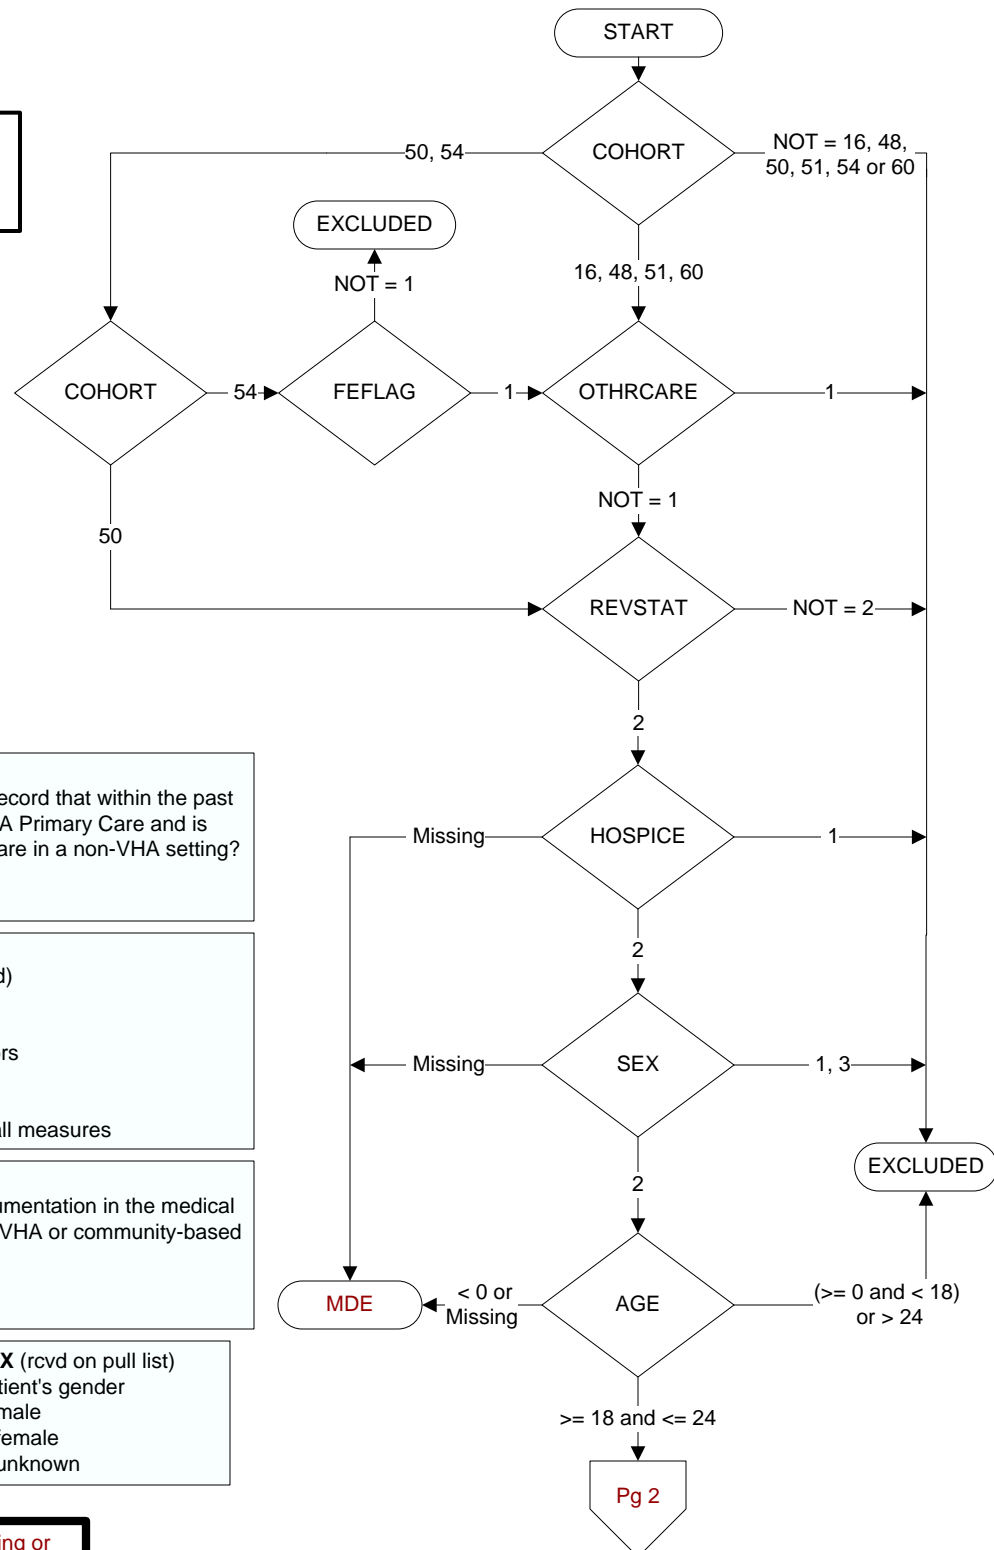 START
COHORT
50, 54
NOT = 16, 48,
50, 51, 54 or 60
EXCLUDED
NOT = 1
16, 48, 51, 60
COHORT
54
FEFLAG
1
OTHRCARE
1
NOT = 1
50
REVSTAT
NOT = 2
2
ecord that within the past
A Primary Care and is
are in a non-VHA setting?
Missing
HOSPICE
1
2
d)
rs
all measures
Missing
SEX
1, 3
EXCLUDED
2
umentation in the medical
VHA or community-based
MDE
< 0 or
Missing
AGE
(>= 0 and < 18)
or > 24
X (rcvd on pull list)
tient's gender
male
female
unknown
>= 18 and <= 24
Pg 2
ing or